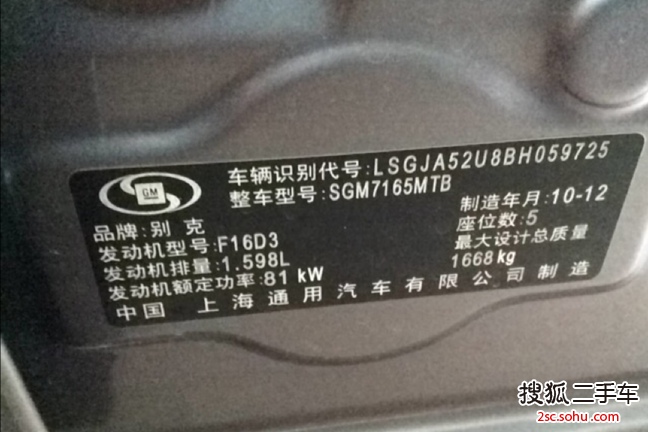 GM
车辆识别代号:LSGJA52U8BH059725
整车型号:SGM7165MTB
品牌:别克
制造年月:10-12
发动机型号:F16D3
座位数:5
发动机排量:1.598L
最大设计总质量
发动机额定功率:81 kW
1668kg
中国 上海通用汽车有限公司制造
搜狐二手车
2sc.sohu.com